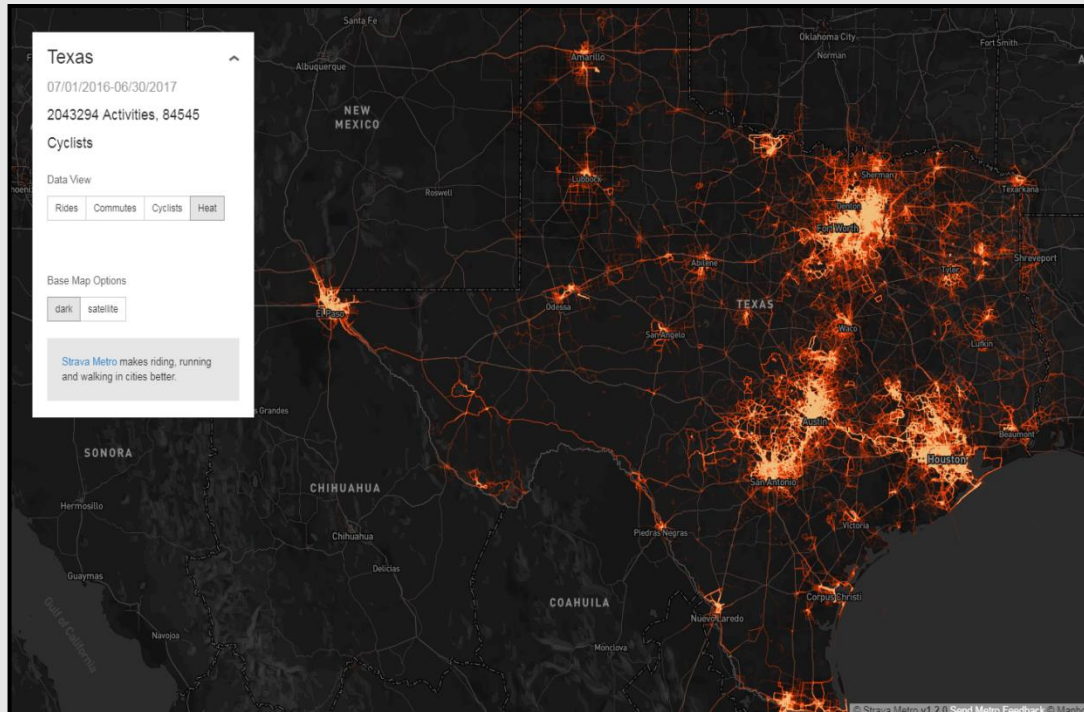 Texas
07/01/2016-06/30/2017
2043294 Activities, 84545
Cyclists
Data View
Rides
Commutes
Cyclists
Heat
Base Map Options
dark
satellite
Strava Metro makes riding, running
and walking in cities better.
Santa Fe
Albuquerque
NEW
MEXICO
Roswell
Amarillo
Oklahoma City
Norman
Fort Smith
Lubbock
Sherman
Denton
Fort Worth
Texarkana
Abilene
Tyler
Shreveport
El Paso
Odessa
TEXAS
San Angelo
Waco
Lufkin
Grandes
Austin
Houston
Beaumont
San Antonio
SONORA
CHIHUAHUA
Hermosillo
Chihuahua
Piedras Negras
Victoria
Delicias
Guaymas
COAHUILA
Corpus Christi
Nuevo Laredo
Gulf of California
Navojoa
Monclova
© Strava Metro v1.2.0 Send Metro Feedback ©